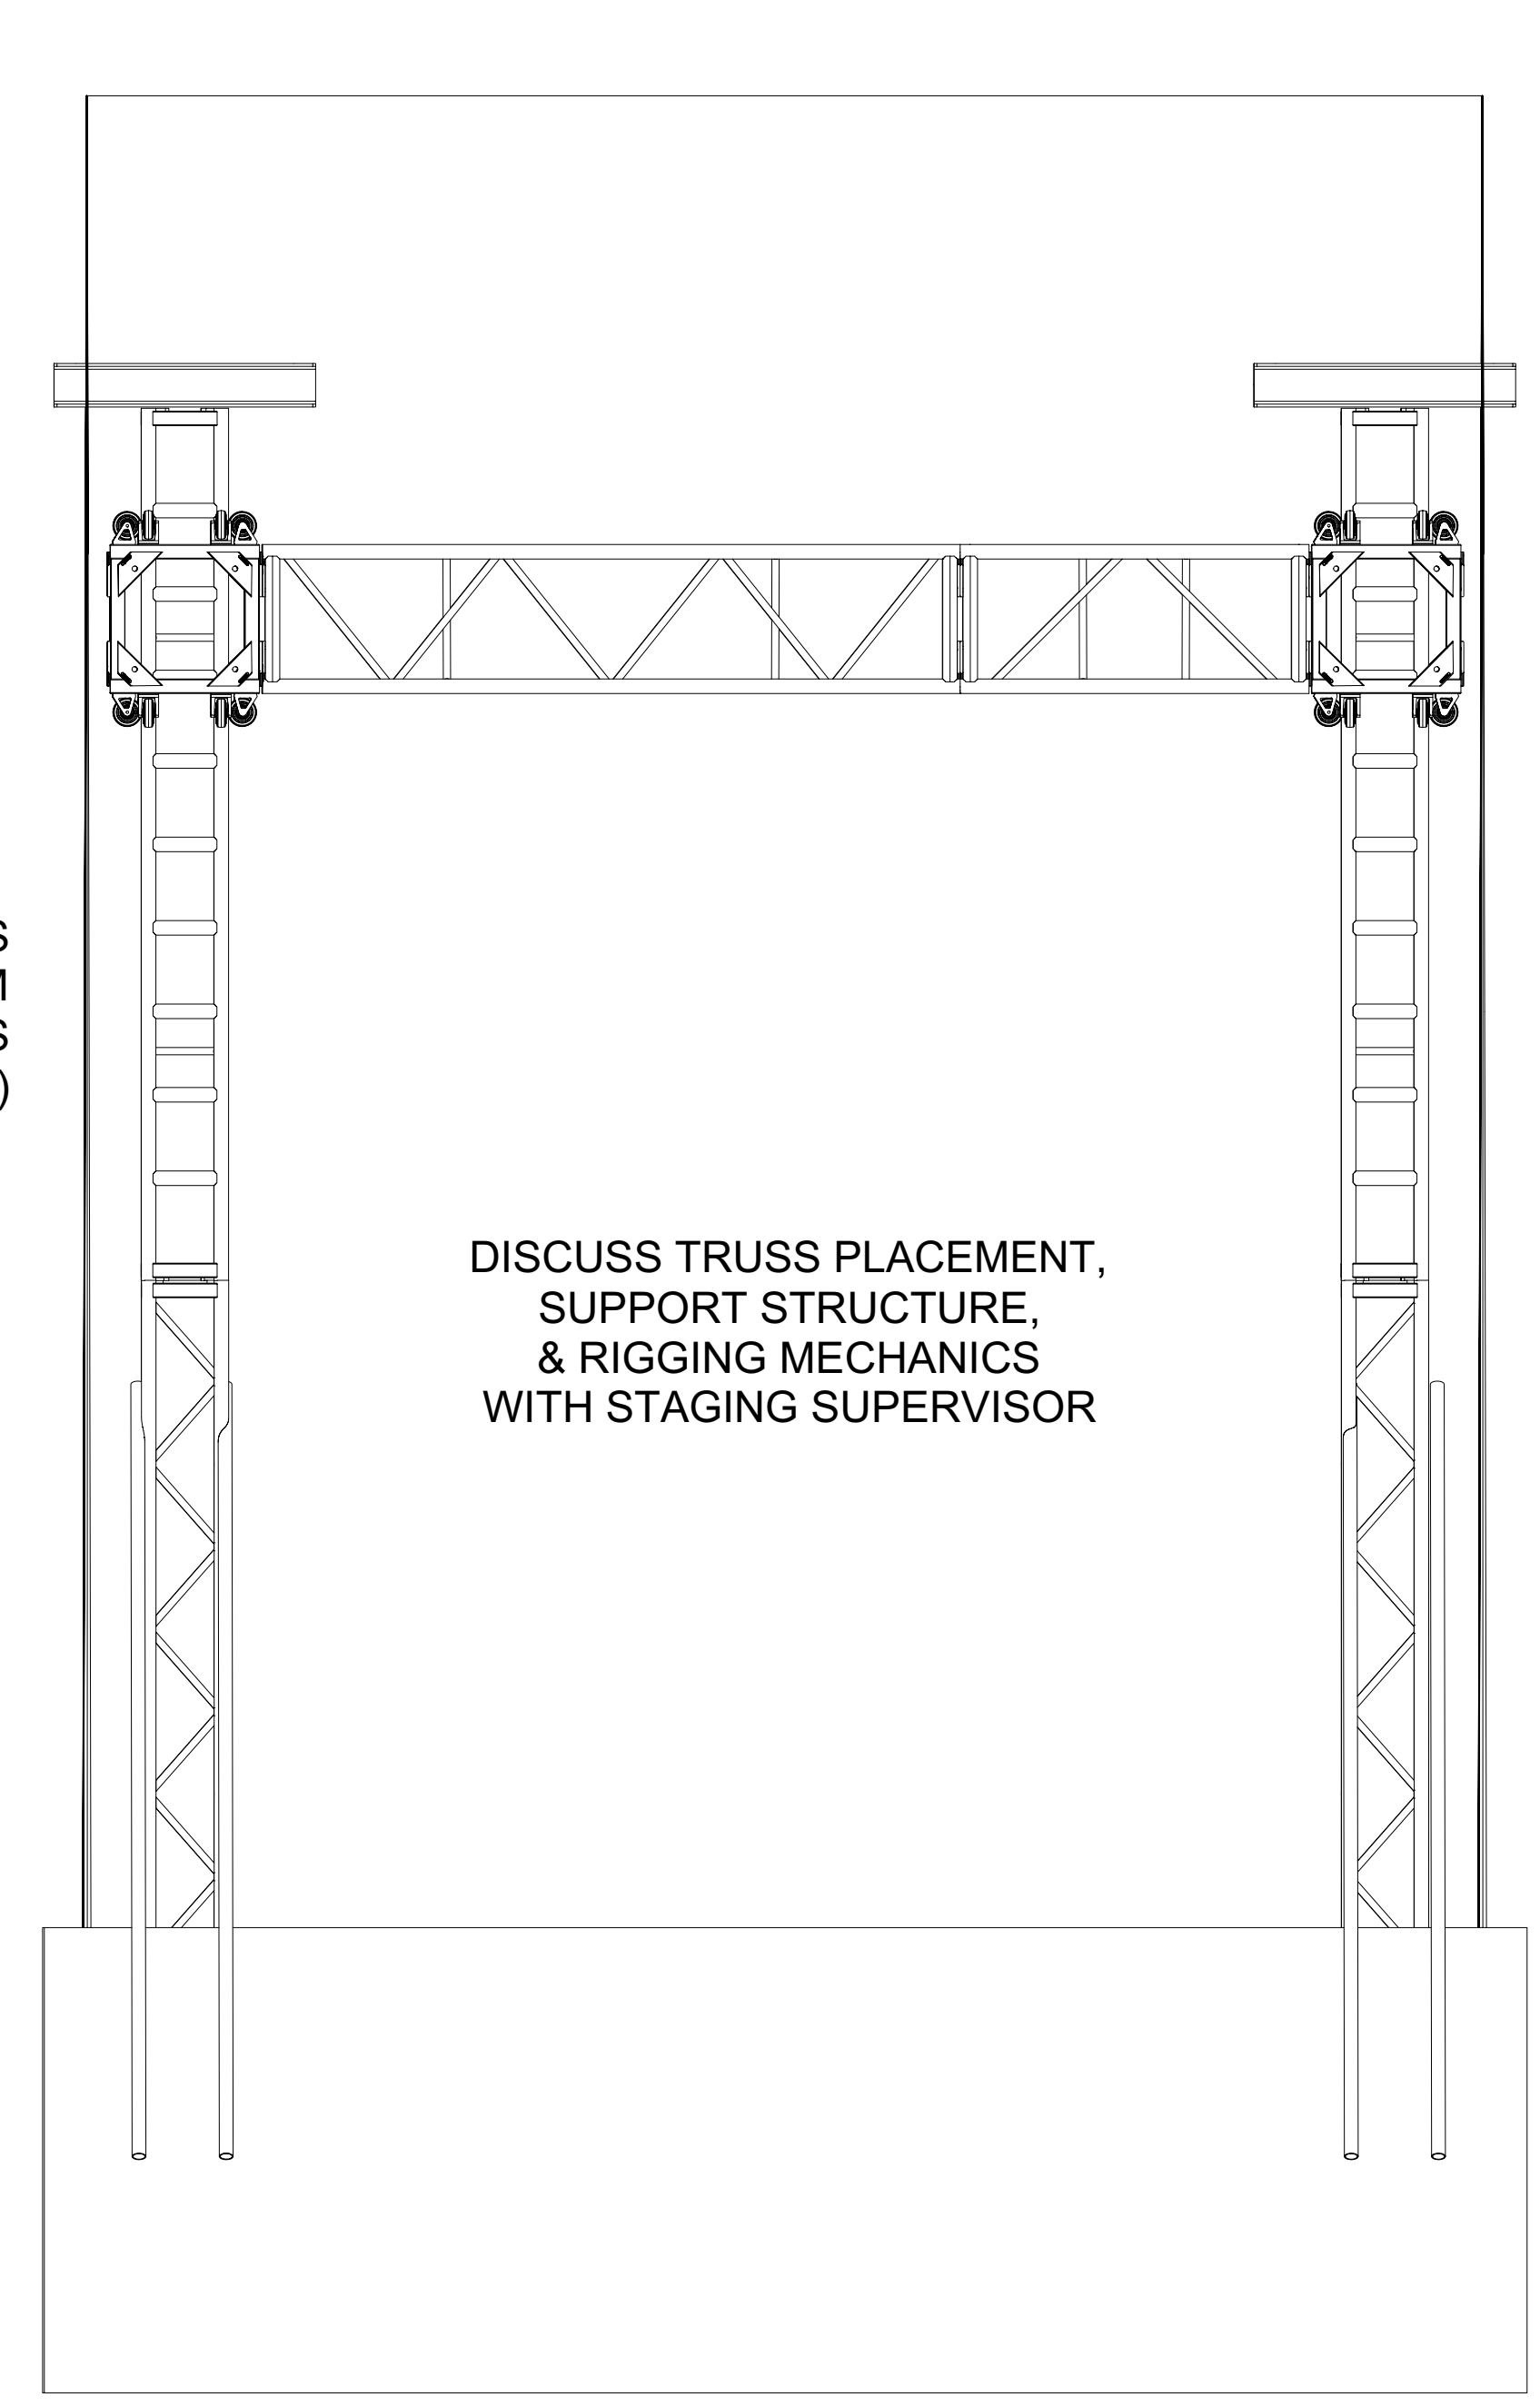 DISCUSS TRUSS PLACEMENT,
SUPPORT STRUCTURE,
& RIGGING MECHANICS
WITH STAGING SUPERVISOR